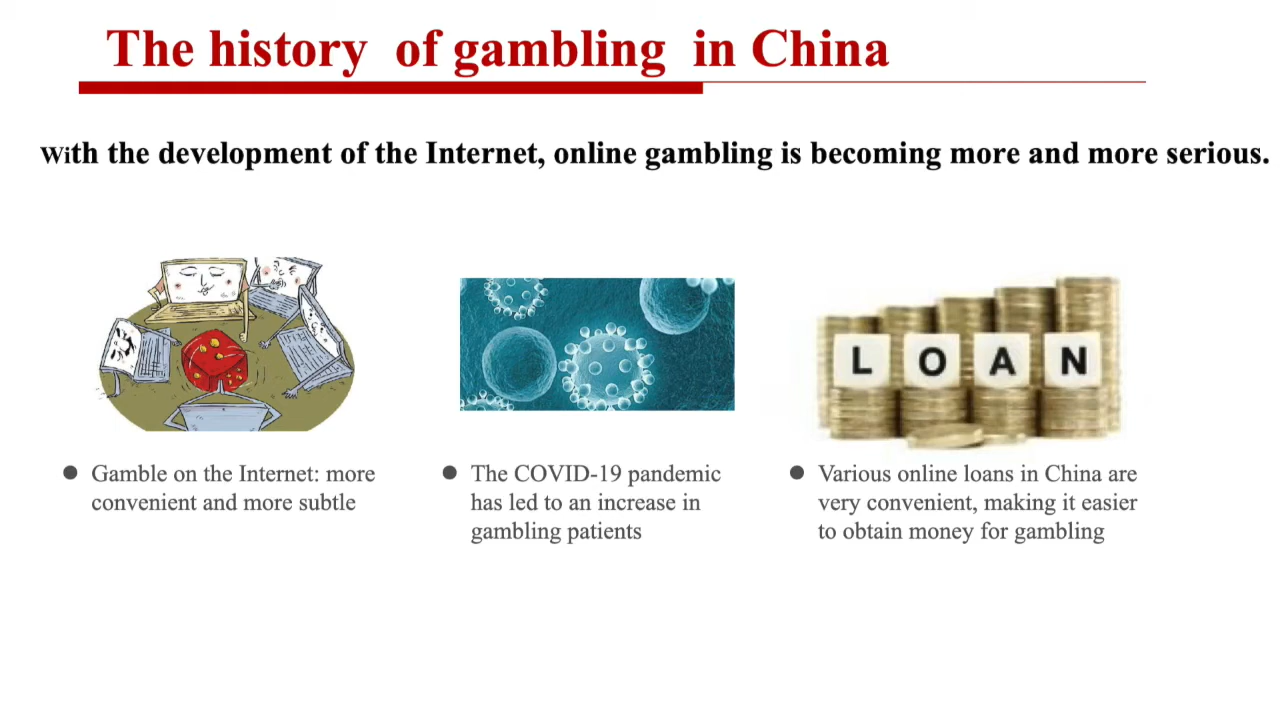 The history of gambling in China
With the development of the Internet, online gambling is becoming more and more serious.
L O A N
● Gamble on the Internet: more
convenient and more subtle
● The COVID-19 pandemic
has led to an increase in
gambling patients
● Various online loans in China are
very convenient, making it easier
to obtain money for gambling